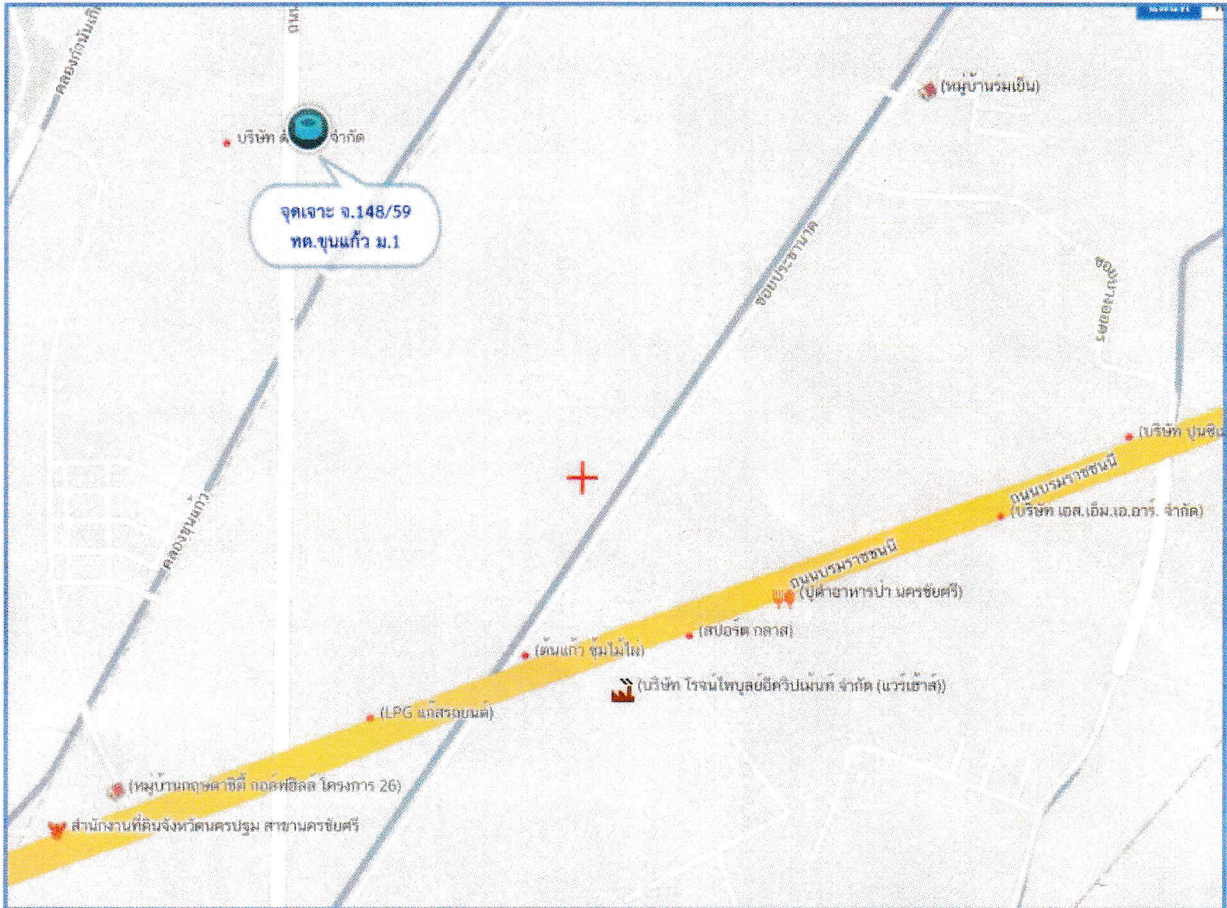 แผนที่
ถนน
(หมู่บ้านร่มเย็น)
บริษัท
จำกัด
จุดเจาะ จ.148/59
ทต.ขุนแก้ว ม.1
ซอยประชานาค
คลองขุนแก้ว
(บริษัท ปูนซิเม
ถนนบรมราชชนนี
(บริษัท เอส.เอ็ม.เอ.อาร์. จำกัด)
ถนนบรมราชชนนี
(ปูดำอาหารป่า นครชัยศรี)
(สปอร์ต กลาส)
(ต้นแก้ว ซุ้มไม้ไผ่)
(บริษัท โรจน์ไพบูลย์อีควิปเม้นท์ จำกัด (แวร์เฮ้าส์))
(LPG แก๊สรถยนต์)
(หมู่บ้านกฤษดาซิตี้ กอล์ฟฮิลล์ โครงการ 26)
สำนักงานที่ดินจังหวัดนครปฐม สาขานครชัยศรี